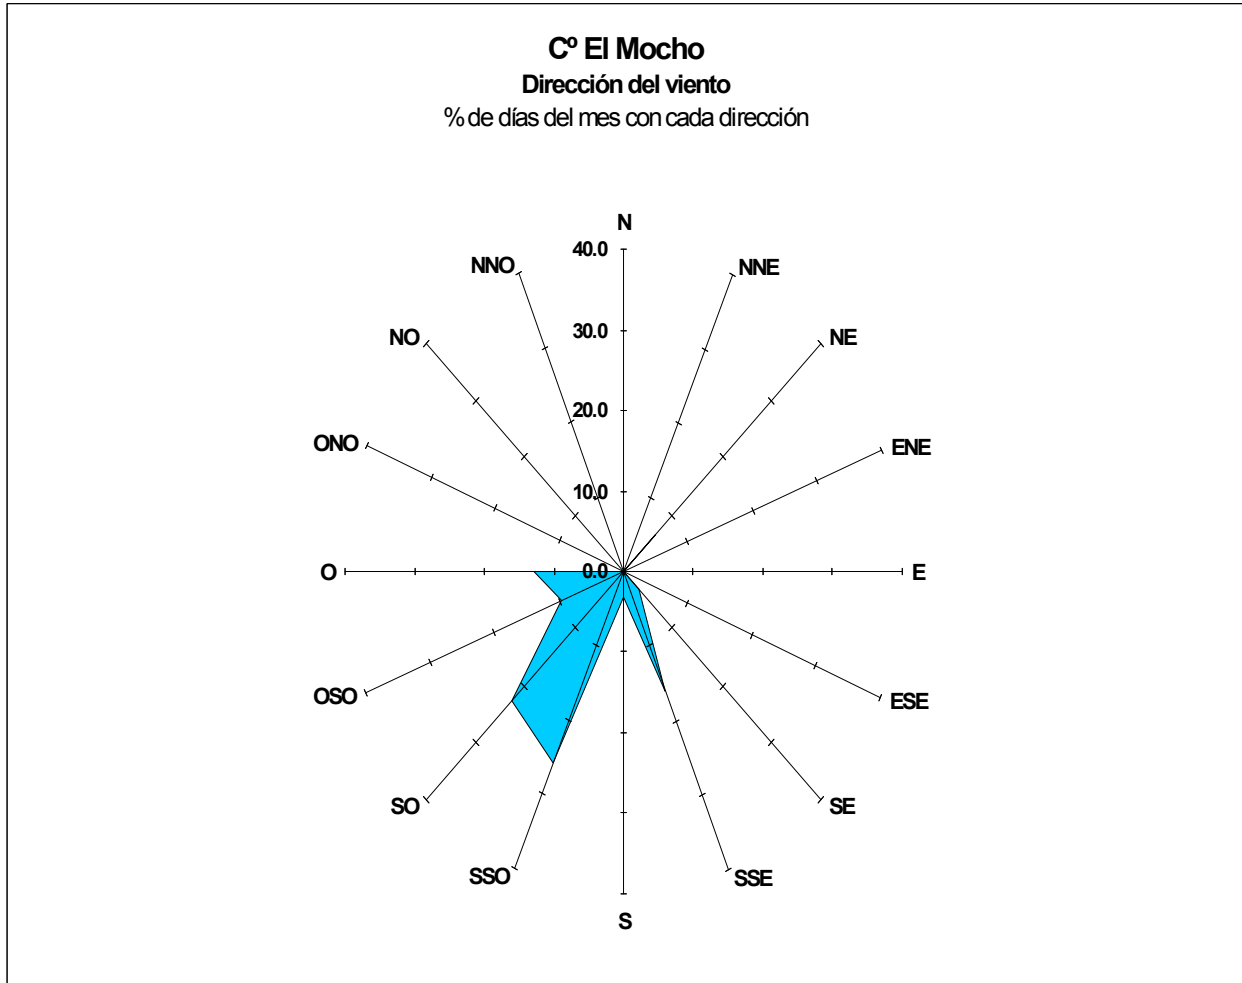 Cº El Mocho
Dirección del viento
% de días del mes con cada dirección
N
40.0
NNO
NNE
30.0
NO
NE
20.0
ONO
ENE
10.0
O
0.0
E
OSO
ESE
SO
SE
SSO
SSE
S